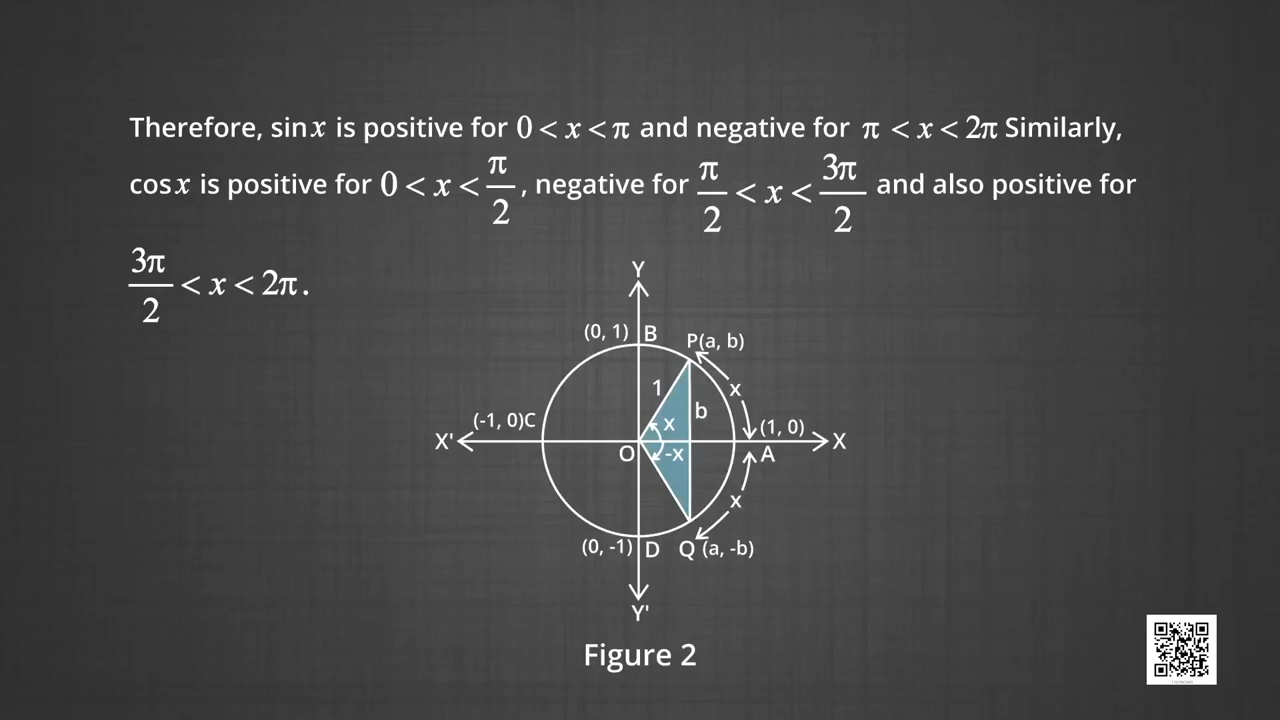 Therefore, sin x is positive for 0 < x < π and negative for π < x < 2π Similarly,
cos x is positive for 0 < x < π/2, negative for π/2 < x < 3π/2 and also positive for
3π/2 < x < 2π.
Y
(0, 1) B P(a, b)
1 x
b
(-1, 0)C x (1, 0)
X' X
O -x A
x
(0, -1) D Q (a, -b)
Y'
Figure 2